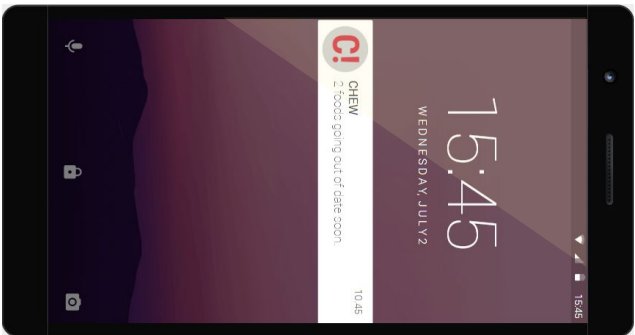 15:45
15:45
WEDNESDAY, JULY 2
C!
CHEW
2 foods going out of date soon.
10:45